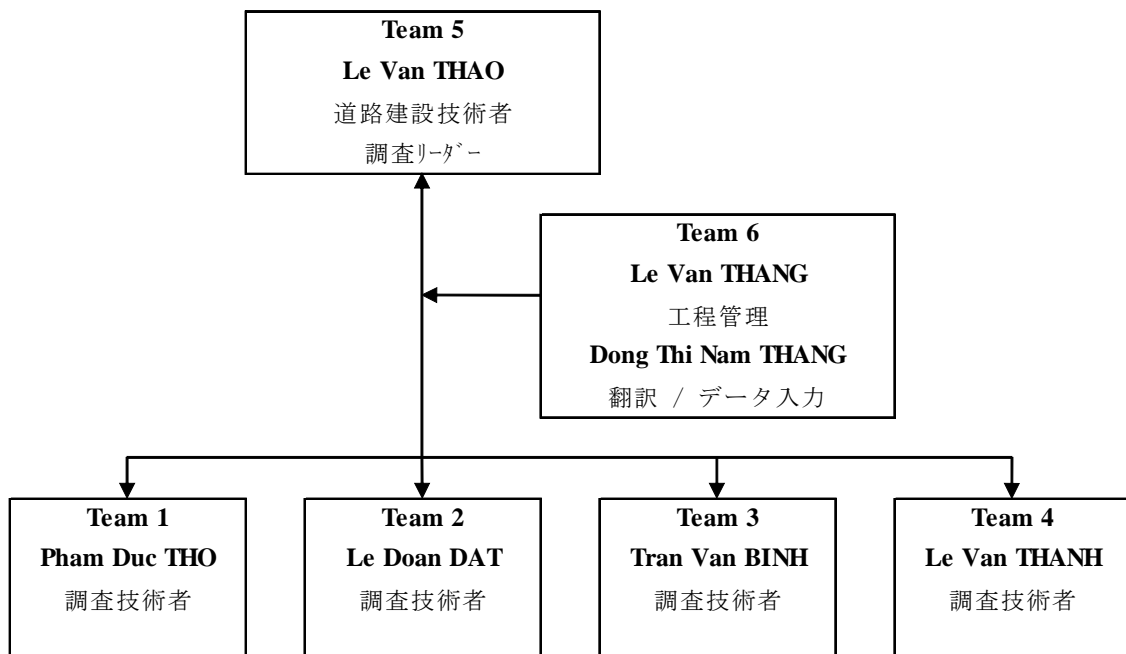 Team 5
Le Van THAO
道路建設技術者
調査ﾘｰﾀﾞｰ
Team 6
Le Van THANG
工程管理
Dong Thi Nam THANG
翻訳 / データ入力
Team 1
Pham Duc THO
調査技術者
Team 2
Le Doan DAT
調査技術者
Team 3
Tran Van BINH
調査技術者
Team 4
Le Van THANH
調査技術者